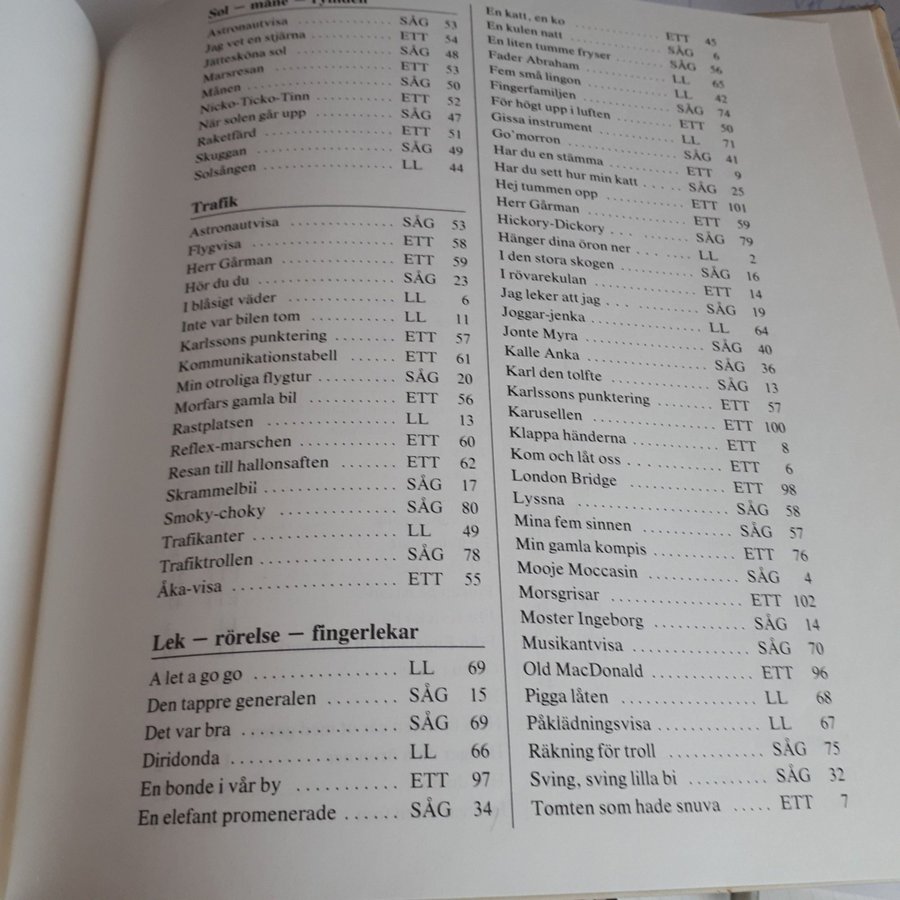 Sol – måne – rymden
Astronautvisa ........ SÅG 53
Jag vet en stjärna ........ ETT 54
Jättesköna sol ........ SÅG 48
Marsresan ........ ETT 53
Månen ........ SÅG 50
Nicko-Ticko-Tinn ........ ETT 52
När solen går upp ........ SÅG 47
Raketfärd ........ ETT 51
Skuggan ........ SÅG 49
Solsången ........ LL 44
Trafik
Astronautvisa ........ SÅG 53
Flygvisa ........ ETT 58
Herr Gårman ........ ETT 59
Hör du du ........ SÅG 23
I blåsigt väder ........ LL 6
Inte var bilen tom ........ LL 11
Karlssons punktering ........ ETT 57
Kommunikationstabell ........ ETT 61
Min otroliga flygtur ........ SÅG 20
Morfars gamla bil ........ ETT 56
Rastplatsen ........ LL 13
Reflex-marschen ........ ETT 60
Resan till hallonsaften ........ ETT 62
Skrammelbil ........ SÅG 17
Smoky-choky ........ SÅG 80
Trafikanter ........ LL 49
Trafiktrollen ........ SÅG 78
Åka-visa ........ ETT 55
Lek – rörelse – fingerlekar
A let a go go ........ LL 69
Den tappre generalen ........ SÅG 15
Det var bra ........ SÅG 69
Diridonda ........ LL 66
En bonde i vår by ........ ETT 97
En elefant promenerade ...... SÅG 34
En katt, en ko ........ ETT 45
En kulen natt ........ SÅG 6
En liten tumme fryser ........ SÅG 56
Fader Abraham ........ LL 65
Fem små lingon ........ LL 42
Fingerfamiljen ........ SÅG 74
För högt upp i luften ........ ETT 50
Gissa instrument ........ LL 71
Go'morron ........ SÅG 41
Har du en stämma ........ ETT 9
Har du sett hur min katt .... SÅG 25
Hej tummen opp ........ ETT 101
Herr Gårman ........ ETT 59
Hickory-Dickory ........ SÅG 79
Hänger dina öron ner ........ LL 2
I den stora skogen ........ SÅG 16
I rövarekulan ........ ETT 14
Jag leker att jag ........ SÅG 19
Joggar-jenka ........ LL 64
Jonte Myra ........ SÅG 40
Kalle Anka ........ SÅG 36
Karl den tolfte ........ SÅG 13
Karlssons punktering ........ ETT 57
Karusellen ........ ETT 100
Klappa händerna ........ ETT 8
Kom och låt oss ........ ETT 6
London Bridge ........ ETT 98
Lyssna ........ SÅG 58
Mina fem sinnen ........ SÅG 57
Min gamla kompis ........ ETT 76
Mooje Moccasin ........ SÅG 4
Morsgrisar ........ ETT 102
Moster Ingeborg ........ SÅG 14
Musikantvisa ........ SÅG 70
Old MacDonald ........ ETT 96
Pigga låten ........ LL 68
Påklädningsvisa ........ LL 67
Räkning för troll ........ SÅG 75
Sving, sving lilla bi ........ SÅG 32
Tomten som hade snuva ..... ETT 7